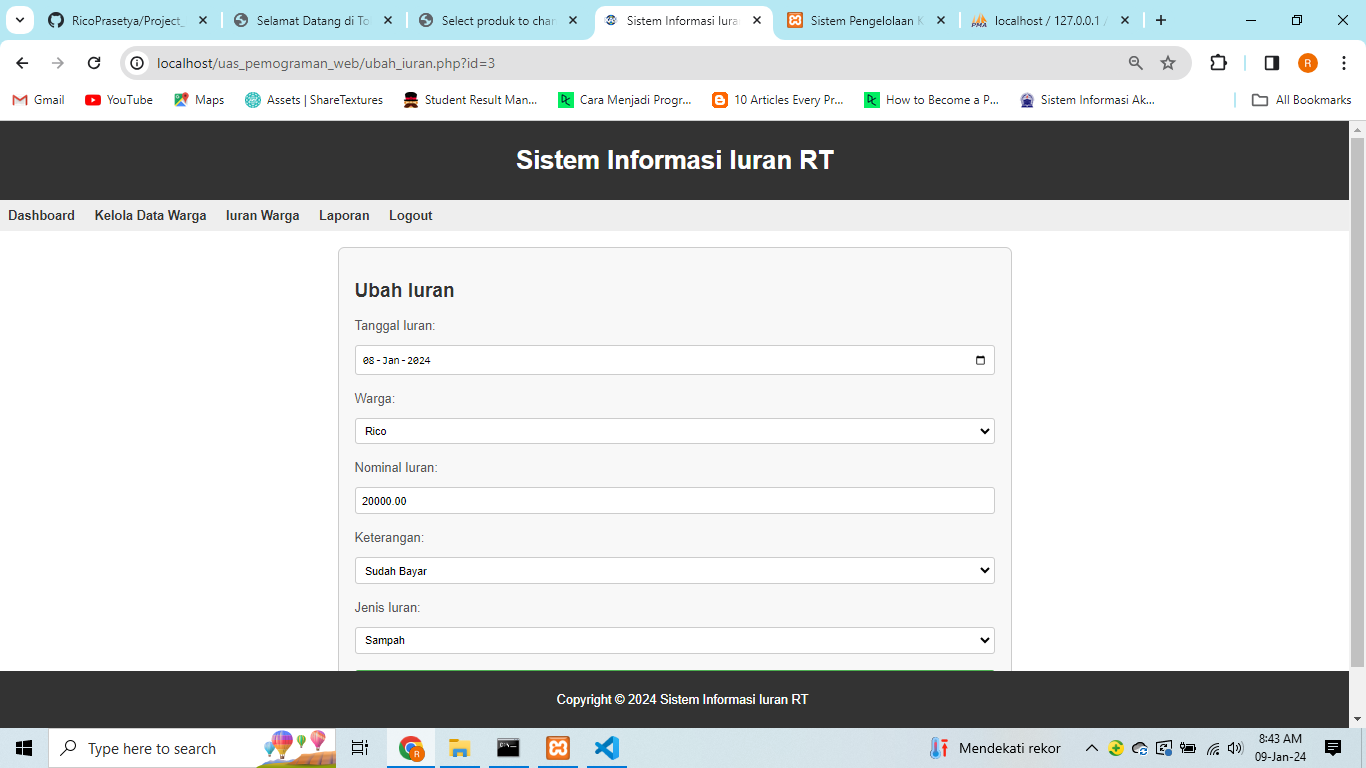 RicoPrasetya/Project_
Selamat Datang di To
Select produk to char
Sistem Informasi Iura
Sistem Pengelolaan K
localhost / 127.0.0.1 /
localhost/uas_pemograman_web/ubah_iuran.php?id=3
R
Gmail
YouTube
Maps
Assets | ShareTextures
Student Result Man...
Cara Menjadi Progr...
10 Articles Every Pr...
How to Become a P...
Sistem Informasi Ak...
All Bookmarks
Sistem Informasi Iuran RT
Dashboard
Kelola Data Warga
Iuran Warga
Laporan
Logout
Ubah Iuran
Tanggal Iuran:
08-Jan-2024
Warga:
Rico
Nominal Iuran:
20000.00
Keterangan:
Sudah Bayar
Jenis Iuran:
Sampah
Copyright © 2024 Sistem Informasi Iuran RT
Type here to search
Mendekati rekor
8:43 AM
09-Jan-24